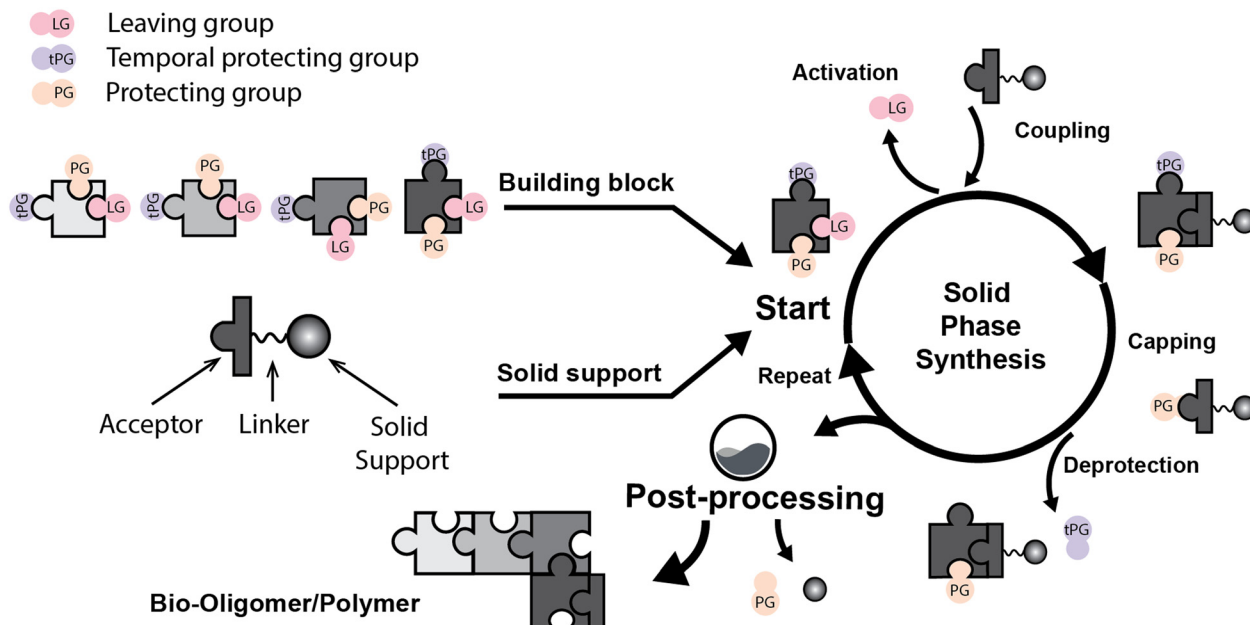 LG Leaving group
tPG Temporal protecting group
PG Protecting group
Activation
LG
Coupling
PG
tPG
LG
PG
tPG
LG
tPG
PG
LG
tPG
LG
PG
Building block
tPG
LG
PG
tPG
PG
Start
Solid
Phase
Synthesis
Capping
PG
Solid support
Repeat
Acceptor
Linker
Solid
Support
Deprotection
tPG
PG
Post-processing
PG
Bio-Oligomer/Polymer